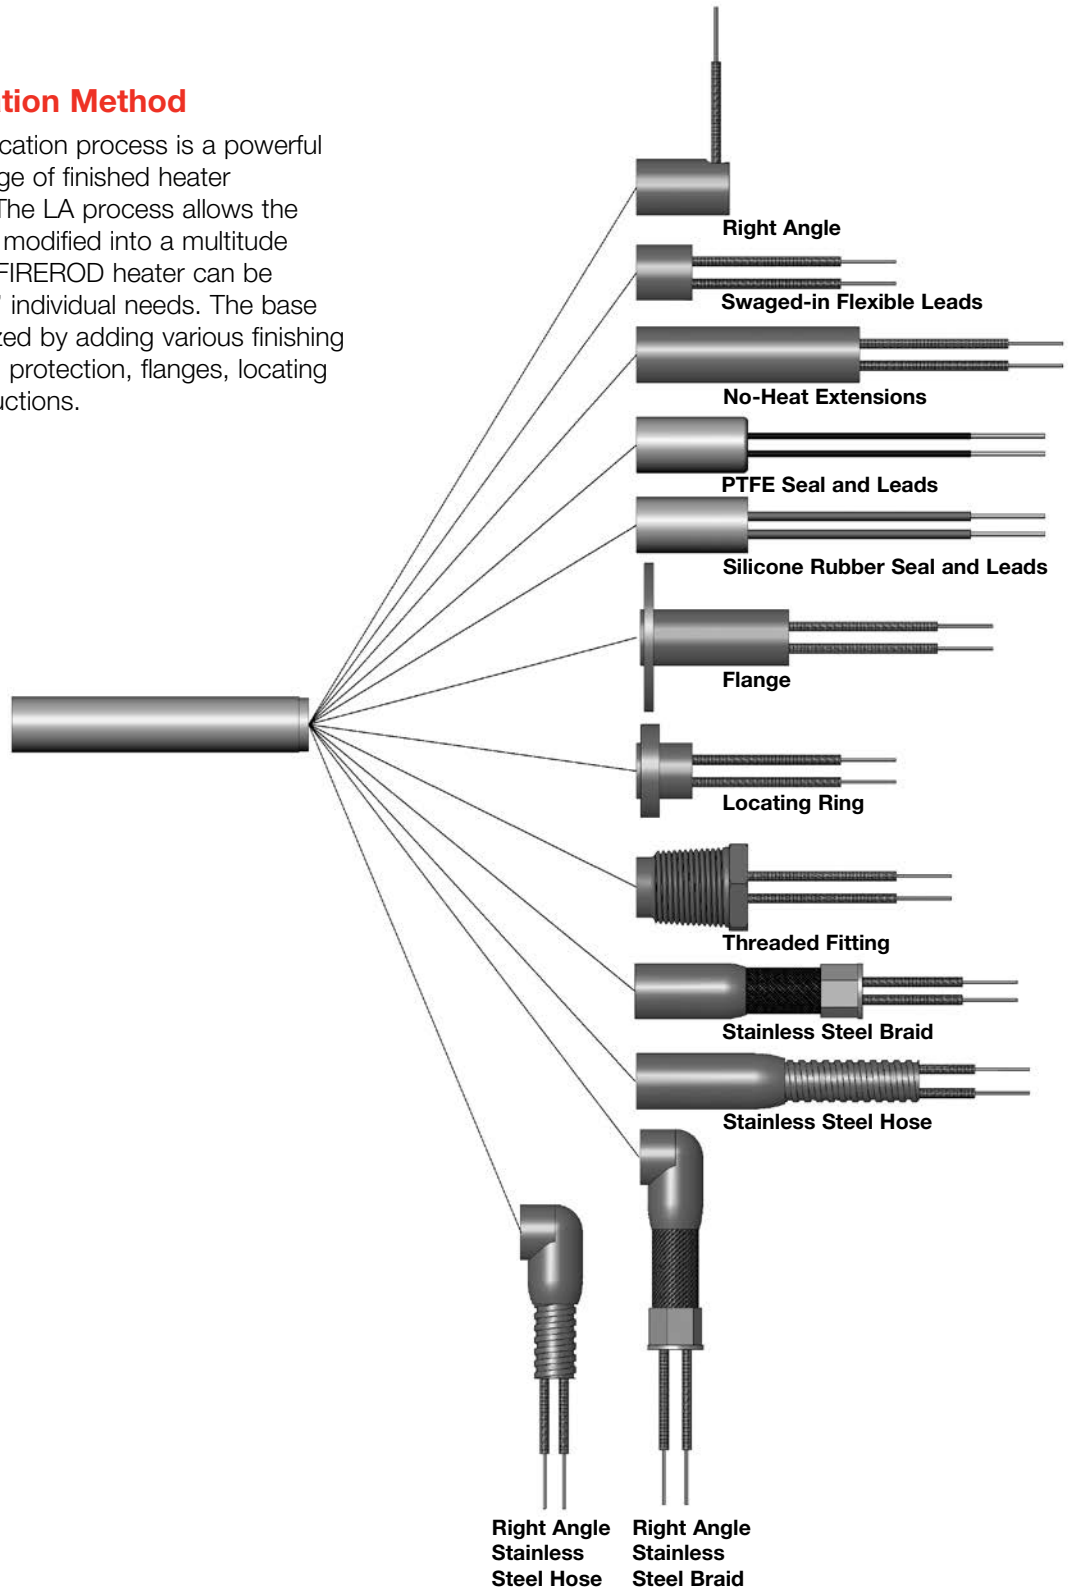 tion Method
cation process is a powerful
ge of finished heater
The LA process allows the
modified into a multitude
FIREROD heater can be
individual needs. The base
zed by adding various finishing
protection, flanges, locating
uctions.
Right Angle
Swaged-in Flexible Leads
No-Heat Extensions
PTFE Seal and Leads
Silicone Rubber Seal and Leads
Flange
Locating Ring
Threaded Fitting
Stainless Steel Braid
Stainless Steel Hose
Right Angle
Stainless
Steel Hose
Right Angle
Stainless
Steel Braid